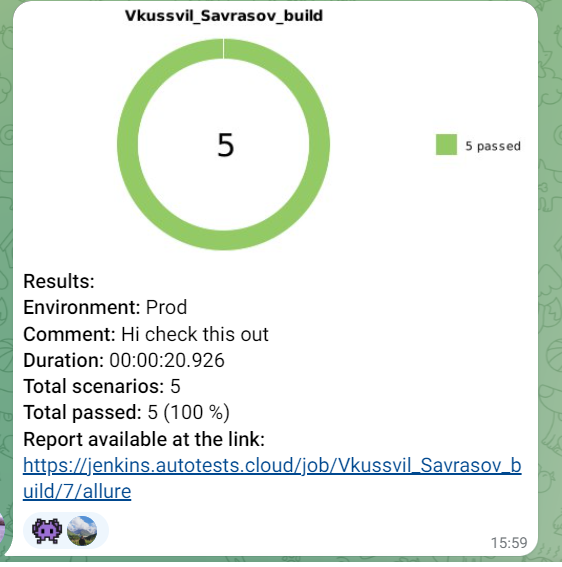 Vkussvil_Savrasov_build
5
5 passed
Results:
Environment: Prod
Comment: Hi check this out
Duration: 00:00:20.926
Total scenarios: 5
Total passed: 5 (100 %)
Report available at the link:
https://jenkins.autotests.cloud/job/Vkussvil_Savrasov_b
uild/7/allure
15:59